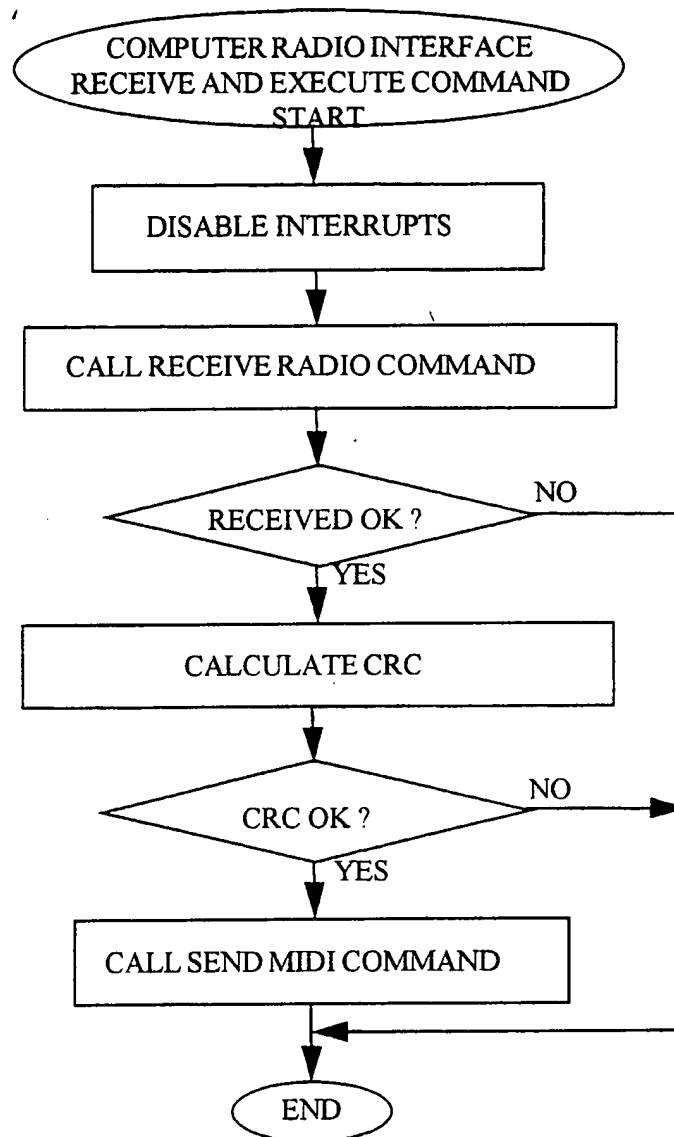 COMPUTER RADIO INTERFACE
RECEIVE AND EXECUTE COMMAND
START
DISABLE INTERRUPTS
CALL RECEIVE RADIO COMMAND
RECEIVED OK ?
NO
YES
CALCULATE CRC
CRC OK ?
NO
YES
CALL SEND MIDI COMMAND
END